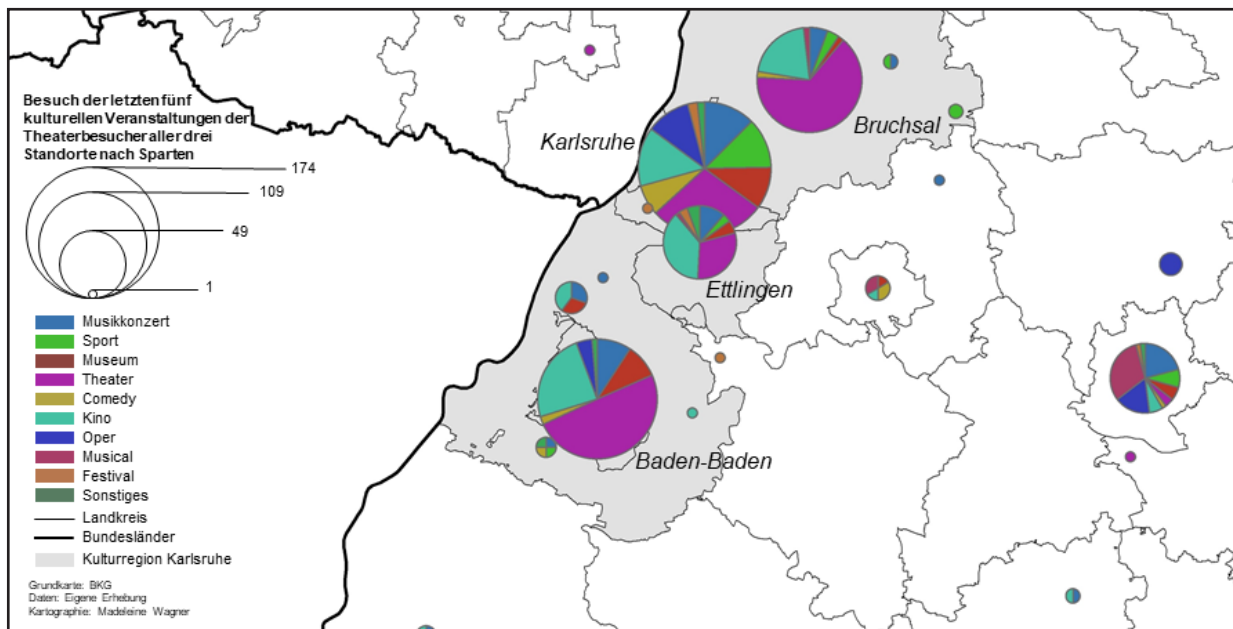 Besuch der letzten fünf
kulturellen Veranstaltungen der
Theaterbesucher aller drei
Standorte nach Sparten
174
109
49
1
Musikkonzert
Sport
Museum
Theater
Comedy
Kino
Oper
Musical
Festival
Sonstiges
Landkreis
Bundesländer
Kulturregion Karlsruhe
Grundkarte: BKG
Daten: Eigene Erhebung
Kartographie: Madeleine Wagner
Karlsruhe
Bruchsal
Ettlingen
Baden-Baden